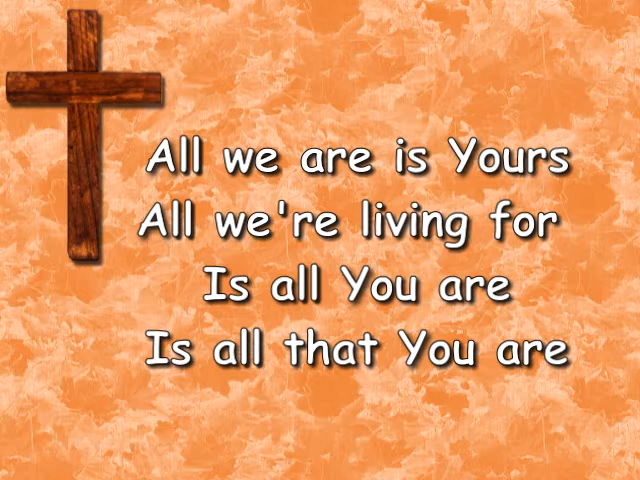 All we are is Yours
All we're living for
Is all You are
Is all that You are